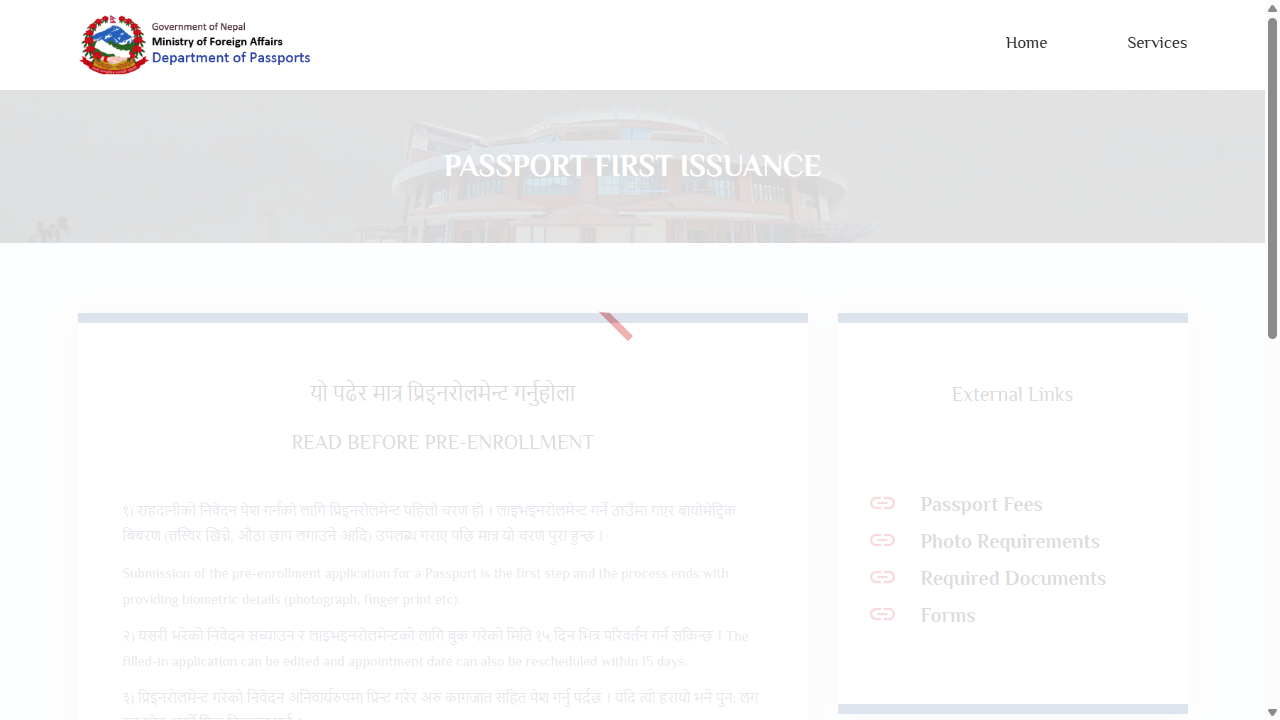 Government of Nepal
Ministry of Foreign Affairs
Department of Passports
Home
Services
PASSPORT FIRST ISSUANCE
यो पढेर मात्र प्रिइनरोलमेन्ट गर्नुहोला
READ BEFORE PRE-ENROLLMENT
१) राहदानीको निवेदन पेश गर्नको लागि प्रिइनरोलमेन्ट पहिलो चरण हो । लाइभइनरोलमेन्ट गर्ने ठाउँमा गएर बायोमेट्रिक
बिबरण (तस्विर खिन्ने, औठा छाप लगाउने आदि) उपलब्ध गराए पछि मात्र यो चरण पुरा हुन्छ ।
Submission of the pre-enrollment application for a Passport is the first step and the process ends with
providing biometric details (photograph, finger print etc).
२) यसरी भरेको निवेदन सच्याउन र लाइभइनरोलमेन्टको लागि बुक गरेको मिति १५ दिन भित्र परिवर्तन गर्न सकिन्छ । The
filled-in application can be edited and appointment date can also be rescheduled within 15 days.
३) प्रिइनरोलमेन्ट गरेको निवेदन अनिवार्यरुपमा प्रिन्ट गरेर अरु कागजात सहित पेश गर्नु पर्दछ । यदि त्यो हरायो भने पुन: लग
External Links
Passport Fees
Photo Requirements
Required Documents
Forms